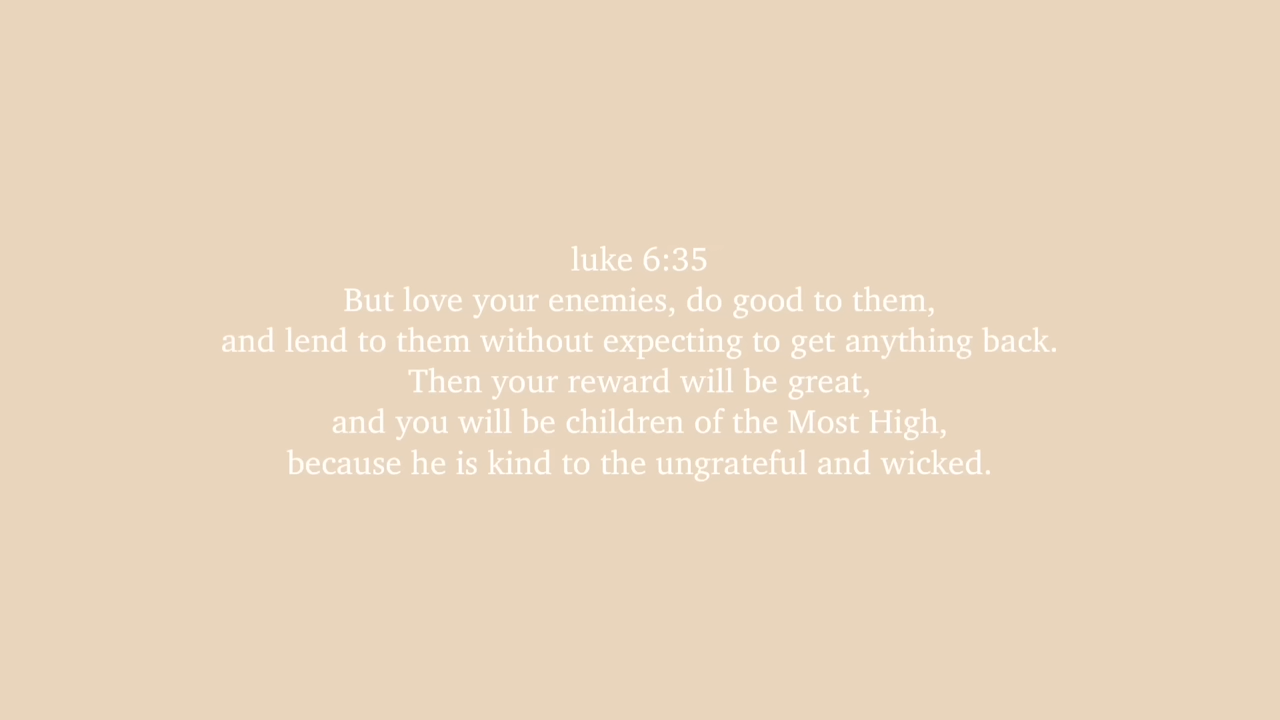 luke 6:35
But love your enemies, do good to them,
and lend to them without expecting to get anything back.
Then your reward will be great,
and you will be children of the Most High,
because he is kind to the ungrateful and wicked.